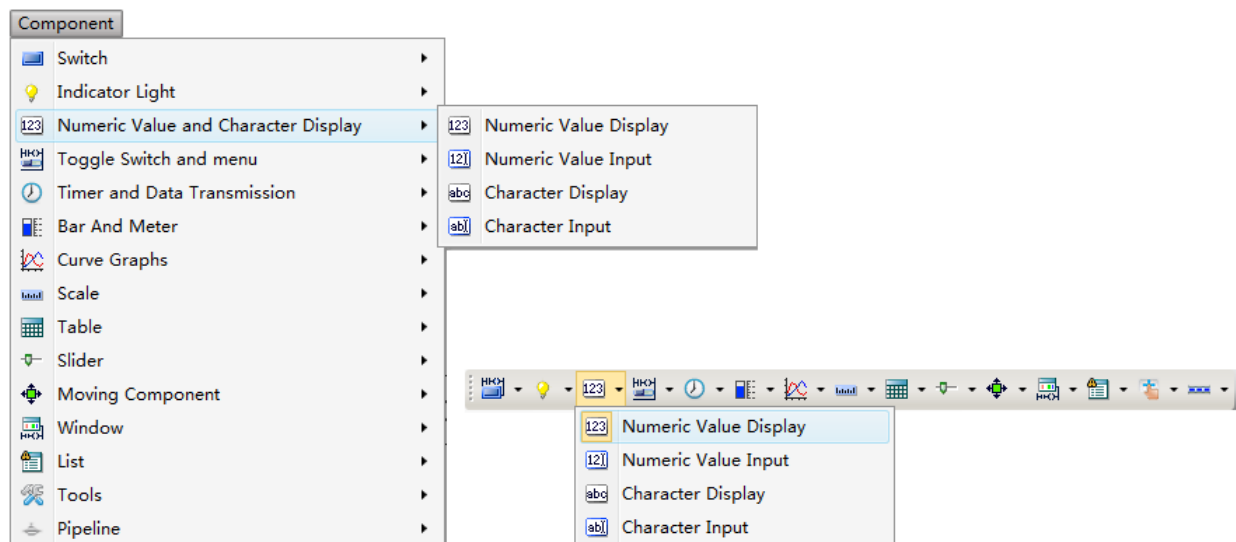 Component
Switch
Indicator Light
Numeric Value and Character Display
Toggle Switch and menu
Timer and Data Transmission
Bar And Meter
Curve Graphs
Scale
Table
Slider
Moving Component
Window
List
Tools
Pipeline
Numeric Value Display
Numeric Value Input
Character Display
Character Input
Numeric Value Display
Numeric Value Input
Character Display
Character Input